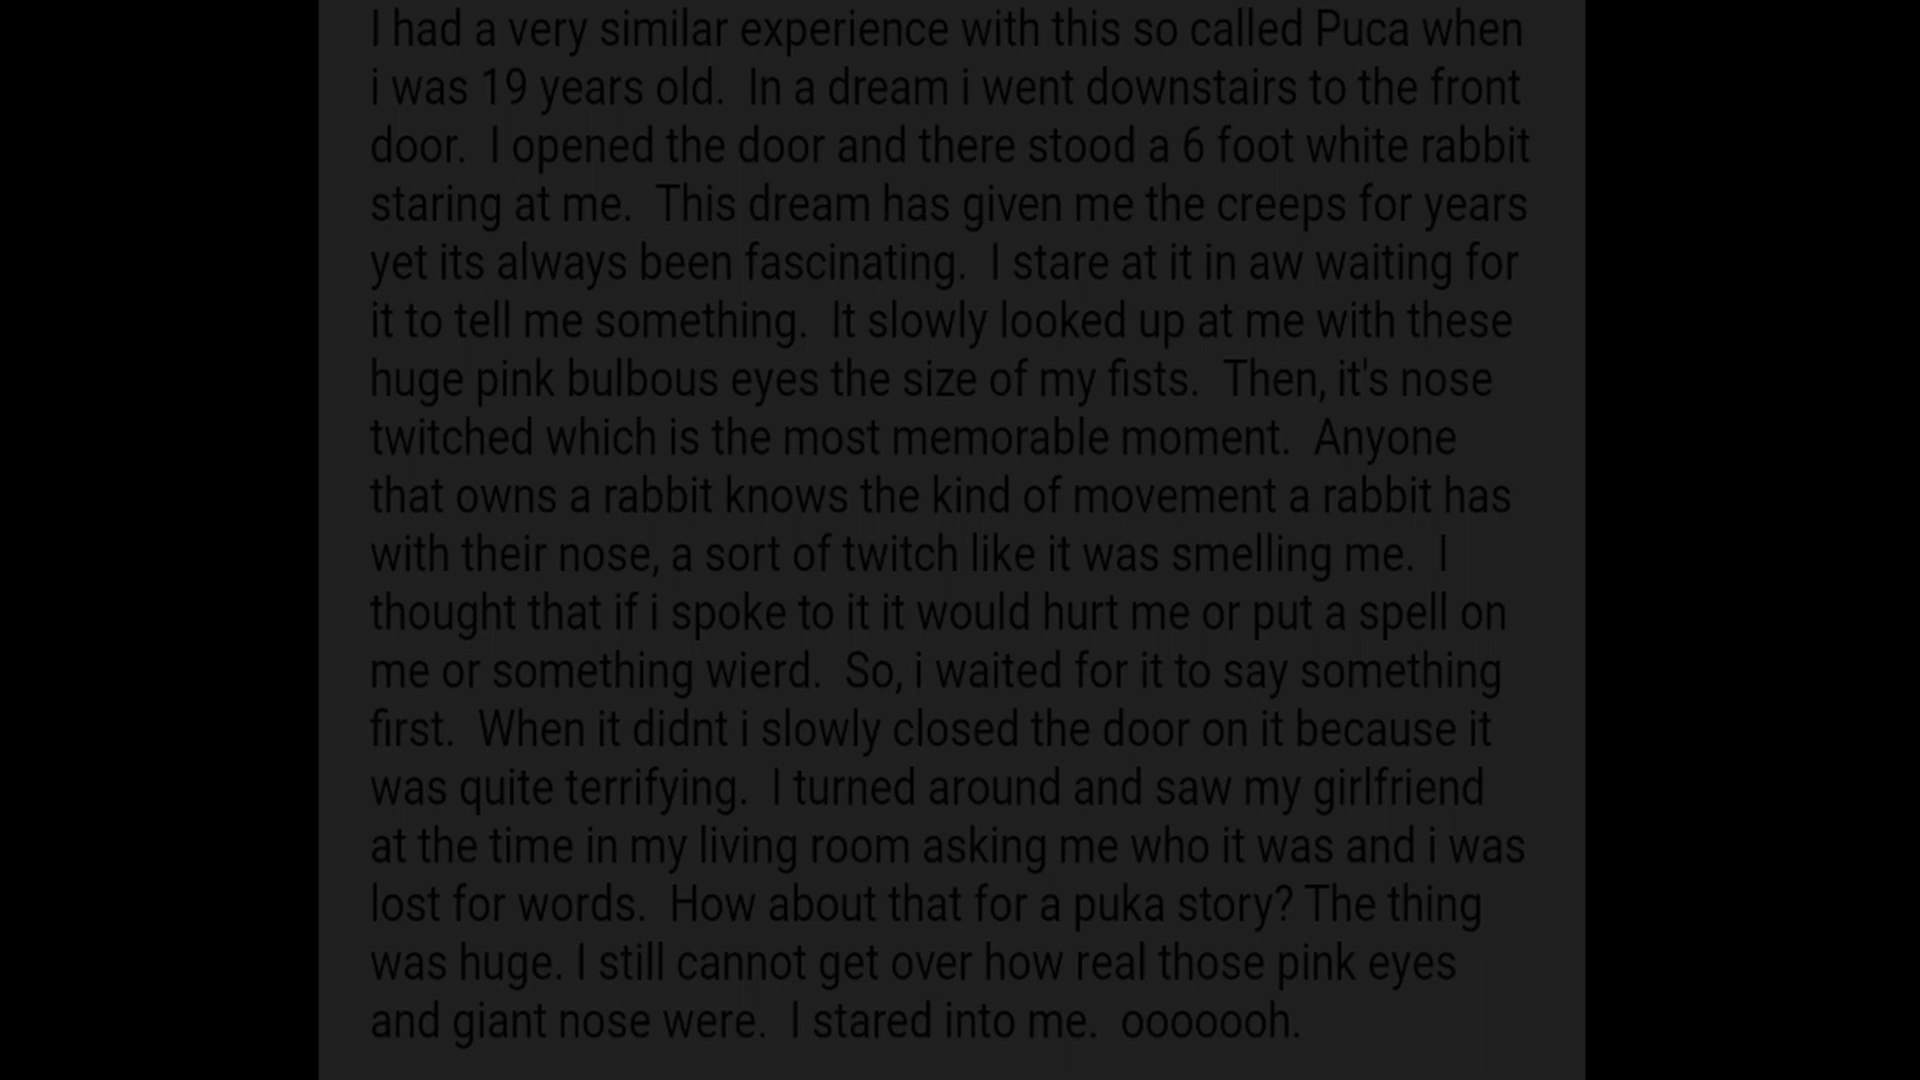 I had a very similar experience with this so called Puca when
i was 19 years old.  In a dream i went downstairs to the front
door.  I opened the door and there stood a 6 foot white rabbit
staring at me.  This dream has given me the creeps for years
yet its always been fascinating.  I stare at it in aw waiting for
it to tell me something.  It slowly looked up at me with these
huge pink bulbous eyes the size of my fists.  Then, it's nose
twitched which is the most memorable moment.  Anyone
that owns a rabbit knows the kind of movement a rabbit has
with their nose, a sort of twitch like it was smelling me.  I
thought that if i spoke to it it would hurt me or put a spell on
me or something wierd.  So, i waited for it to say something
first.  When it didnt i slowly closed the door on it because it
was quite terrifying.  I turned around and saw my girlfriend
at the time in my living room asking me who it was and i was
lost for words.  How about that for a puka story? The thing
was huge. I still cannot get over how real those pink eyes
and giant nose were.  I stared into me.  ooooooh.